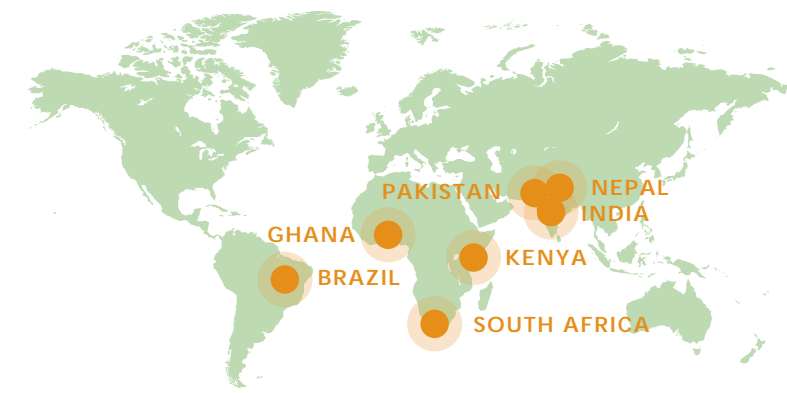 PAKISTAN
NEPAL
INDIA
GHANA
KENYA
BRAZIL
SOUTH AFRICA